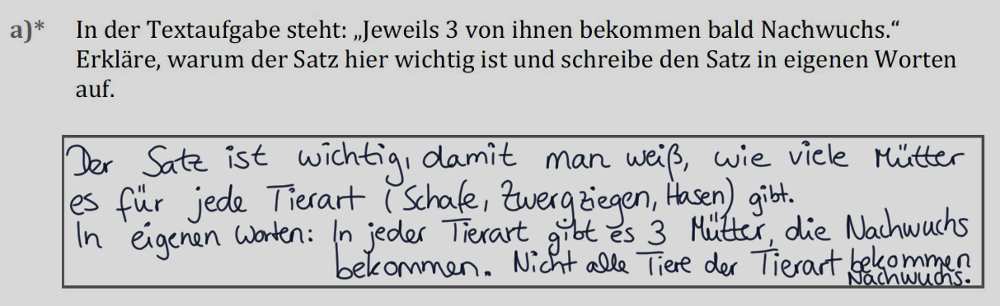 a)* In der Textaufgabe steht: „Jeweils 3 von ihnen bekommen bald Nachwuchs.“
Erkläre, warum der Satz hier wichtig ist und schreibe den Satz in eigenen Worten
auf.
Der Satz ist wichtig, damit man weiß, wie viele Mütter
es für jede Tierart (Schafe, Zwergziegen, Hasen) gibt.
In eigenen Worten: In jeder Tierart gibt es 3 Mütter, die Nachwuchs
bekommen. Nicht alle Tiere der Tierart bekommen
Nachwuchs.